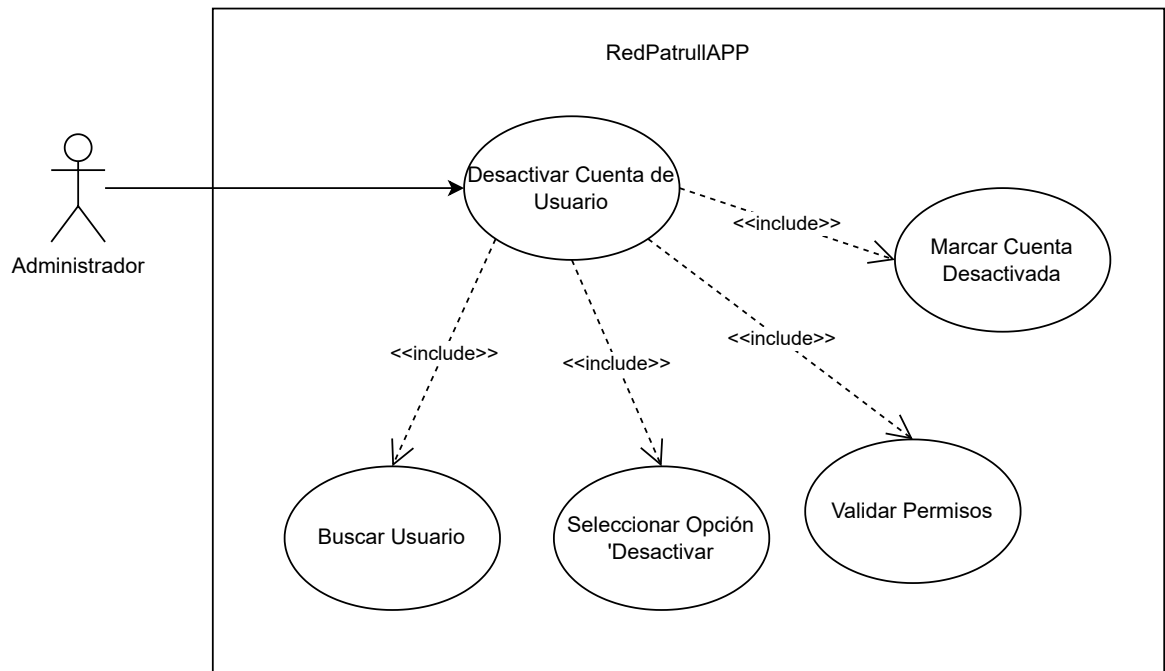 RedPatrullAPP
Desactivar Cuenta de
Usuario
<<include>>
Marcar Cuenta
Desactivada
Administrador
<<include>>
<<include>>
<<include>>
Buscar Usuario
Seleccionar Opción
'Desactivar
Validar Permisos